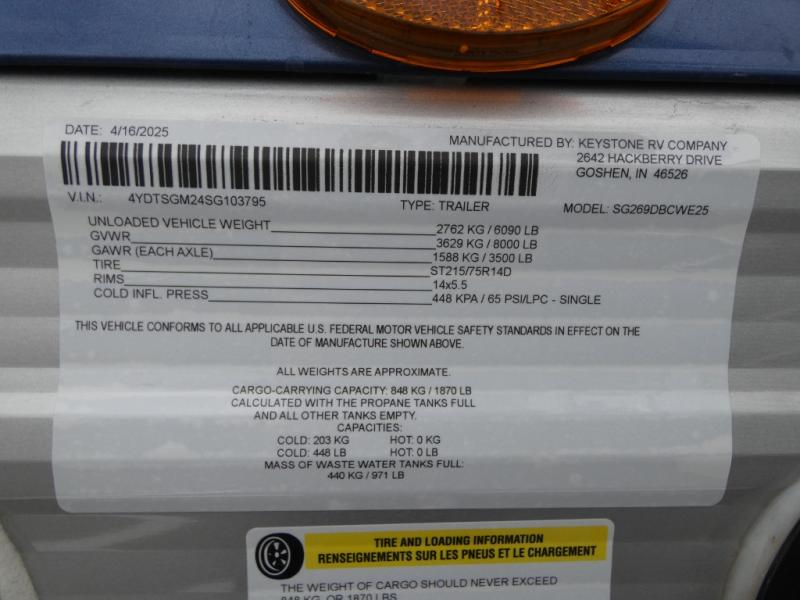 DATE: 4/16/2025
MANUFACTURED BY: KEYSTONE RV COMPANY
2642 HACKBERRY DRIVE
GOSHEN, IN 46526
V.I.N.: 4YDTSGM24SG103795 TYPE: TRAILER MODEL: SG269DBCWE25
UNLOADED VEHICLE WEIGHT 2762 KG / 6090 LB
GVWR 3629 KG / 8000 LB
GAWR (EACH AXLE) 1588 KG / 3500 LB
TIRE ST215/75R14D
RIMS 14x5.5
COLD INFL. PRESS 448 KPA / 65 PSI/LPC - SINGLE
THIS VEHICLE CONFORMS TO ALL APPLICABLE U.S. FEDERAL MOTOR VEHICLE SAFETY STANDARDS IN EFFECT ON THE
DATE OF MANUFACTURE SHOWN ABOVE.
ALL WEIGHTS ARE APPROXIMATE.
CARGO-CARRYING CAPACITY: 848 KG / 1870 LB
CALCULATED WITH THE PROPANE TANKS FULL
AND ALL OTHER TANKS EMPTY.
CAPACITIES:
COLD: 203 KG HOT: 0 KG
COLD: 448 LB HOT: 0 LB
MASS OF WASTE WATER TANKS FULL:
440 KG / 971 LB
TIRE AND LOADING INFORMATION
RENSEIGNEMENTS SUR LES PNEUS ET LE CHARGEMENT
THE WEIGHT OF CARGO SHOULD NEVER EXCEED
848 KG. OR 1870 LBS.